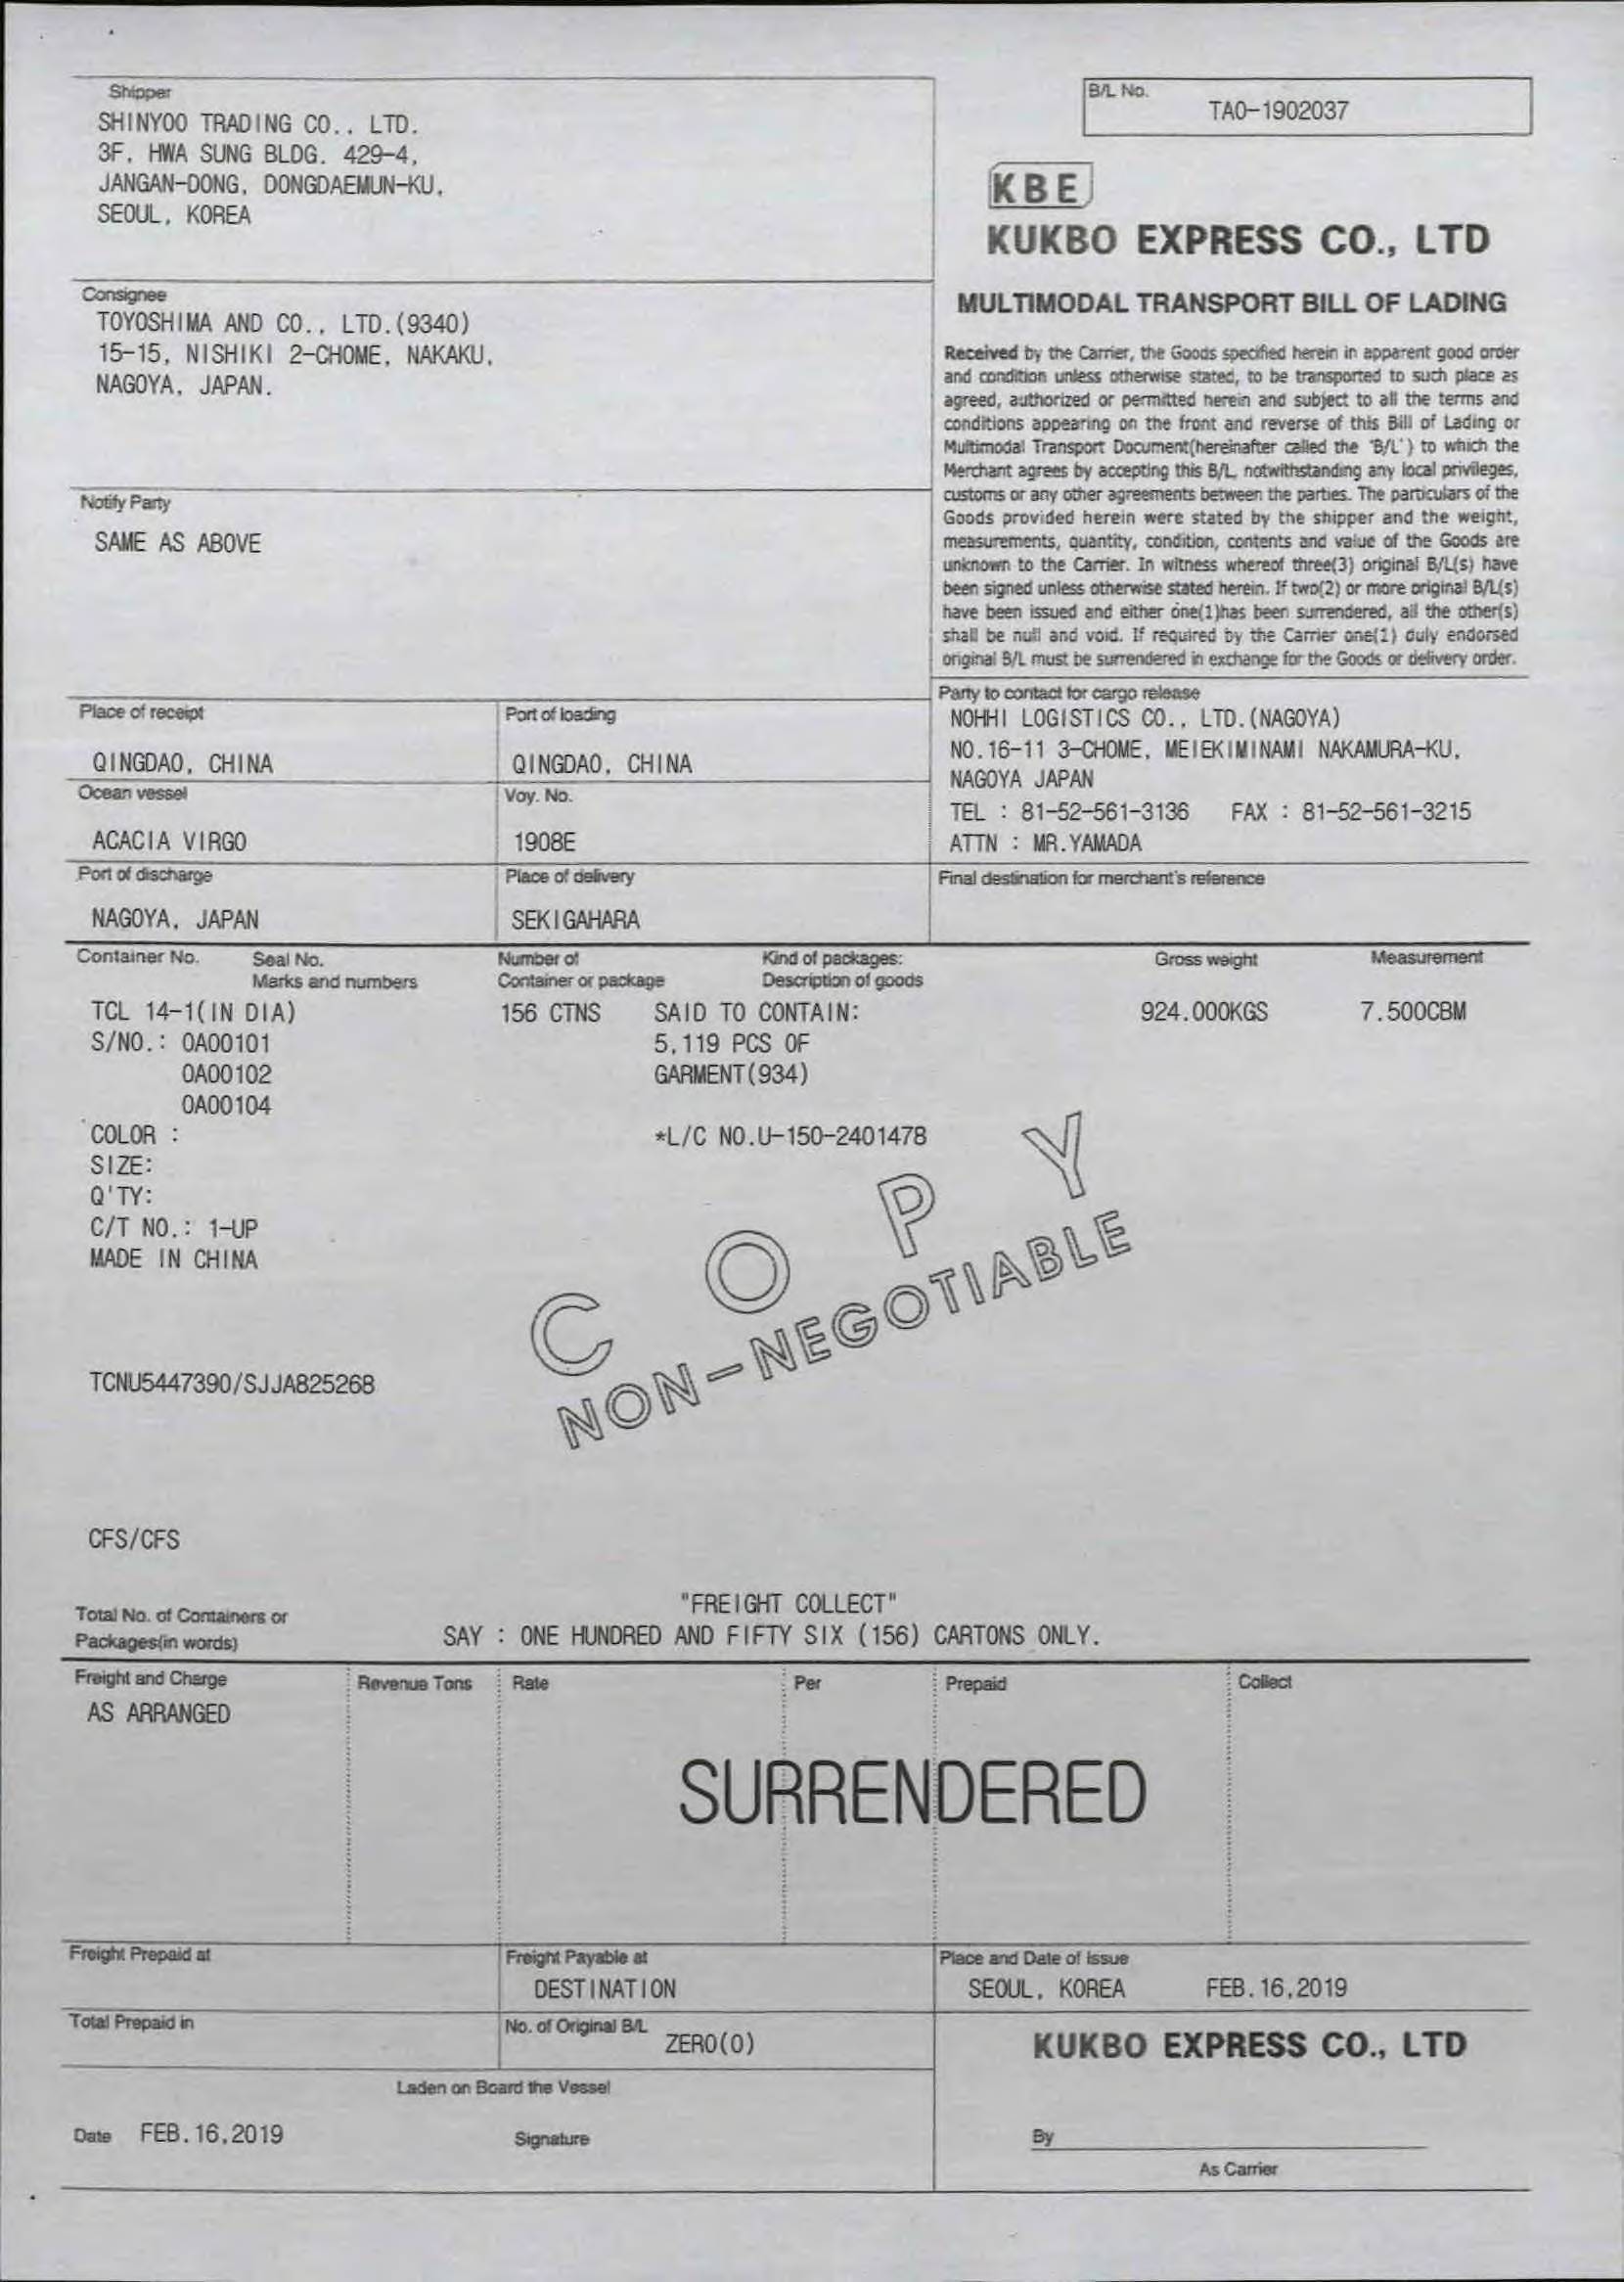 Shipper
SHINYOO TRADING CO., LTD.
3F, HWA SUNG BLDG. 429-4,
JANGAN-DONG, DONGDAEMUN-KU,
SEOUL, KOREA
B/L No.
TAO-1902037
KBE
KUKBO EXPRESS CO., LTD
MULTIMODAL TRANSPORT BILL OF LADING
Consignee
TOYOSHIMA AND CO., LTD.(9340)
15-15, NISHIKI 2-CHOME, NAKAKU,
NAGOYA, JAPAN.
Received by the Carrier, the Goods specified herein in apparent good order
and condition unless otherwise stated, to be transported to such place as
agreed, authorized or permitted herein and subject to all the terms and
conditions appearing on the front and reverse of this Bill of Lading or
Multimodal Transport Document(hereinafter called the 'B/L') to which the
Merchant agrees by accepting this B/L, notwithstanding any local privileges,
customs or any other agreements between the parties. The particulars of the
Goods provided herein were stated by the shipper and the weight,
measurements, quantity, condition, contents and value of the Goods are
unknown to the Carrier. In witness whereof three(3) original B/L(s) have
been signed unless otherwise stated herein. If two(2) or more original B/L(s)
have been issued and either one(1)has been surrendered, all the other(s)
shall be null and void. If required by the Carrier one(1) duly endorsed
original B/L must be surrendered in exchange for the Goods or delivery order.
Notify Party
SAME AS ABOVE
Party to contact for cargo release
NOHHI LOGISTICS CO., LTD.(NAGOYA)
NO.16-11 3-CHOME, MEIEKIMINAMI NAKAMURA-KU,
NAGOYA JAPAN
TEL : 81-52-561-3136 FAX : 81-52-561-3215
ATTN : MR.YAMADA
Place of receipt
QINGDAO, CHINA
Port of loading
QINGDAO, CHINA
Ocean vessel
ACACIA VIRGO
Voy. No.
1908E
Port of discharge
NAGOYA, JAPAN
Place of delivery
SEKIGAHARA
Final destination for merchant's reference
Container No. Seal No.
Marks and numbers
Number of
Container or package
Kind of packages:
Description of goods
Gross weight
Measurement
TCL 14-1(IN DIA) 156 CTNS SAID TO CONTAIN: 924.000KGS 7.500CBM
S/NO.: 0A00101 5,119 PCS OF
0A00102 GARMENT(934)
0A00104
COLOR : *L/C NO.U-150-2401478
SIZE:
Q'TY:
C/T NO.: 1-UP
MADE IN CHINA
COPY
NON-NEGOTIABLE
TCNU5447390/SJJA825268
CFS/CFS
"FREIGHT COLLECT"
Total No. of Containers or
Packages(in words)
SAY : ONE HUNDRED AND FIFTY SIX (156) CARTONS ONLY.
Freight and Charge Revenue Tons Rate Per Prepaid Collect
AS ARRANGED
SURRENDERED
Freight Prepaid at
Freight Payable at
DESTINATION
Place and Date of Issue
SEOUL, KOREA FEB.16,2019
Total Prepaid in
No. of Original B/L
ZERO(0)
KUKBO EXPRESS CO., LTD
Laden on Board the Vessel
Date FEB.16,2019
Signature
By
As Carrier